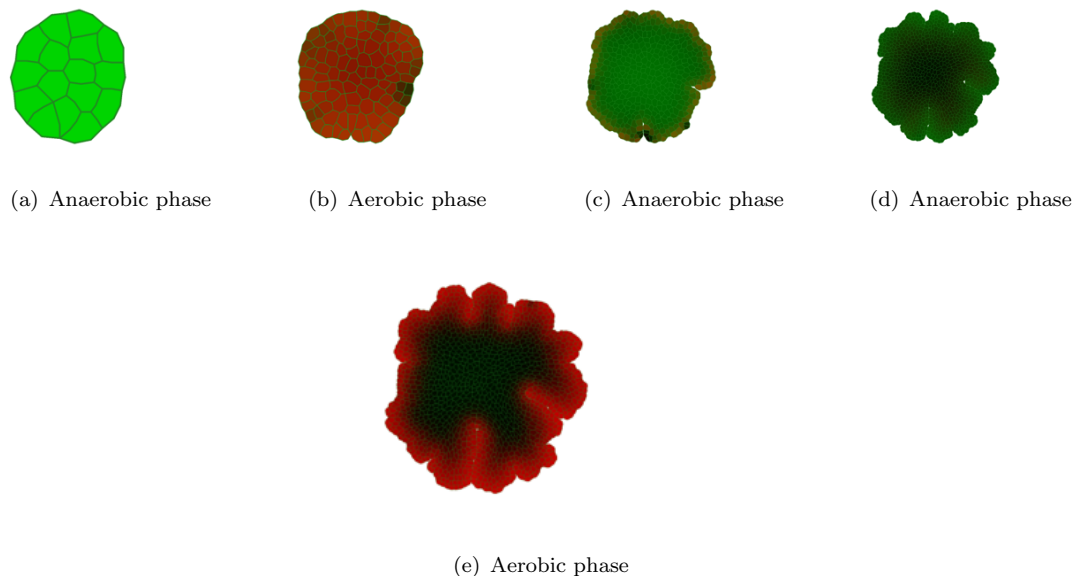 (a) Anaerobic phase
(b) Aerobic phase
(c) Anaerobic phase
(d) Anaerobic phase
(e) Aerobic phase